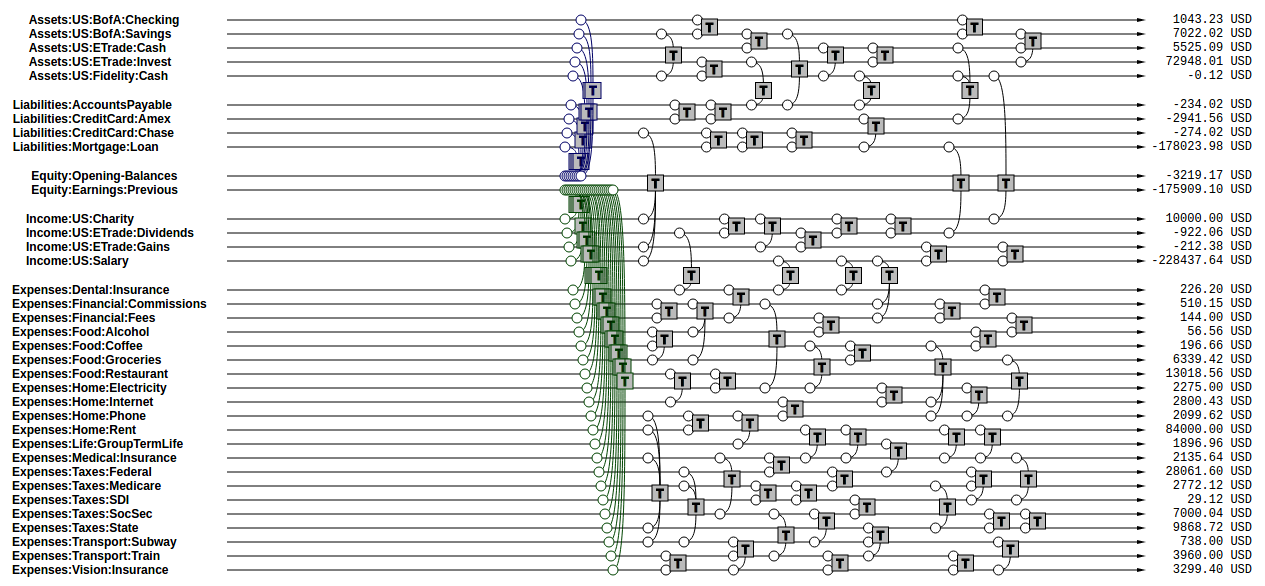 Assets:US:BofA:Checking 1043.23 USD
Assets:US:BofA:Savings 7022.02 USD
Assets:US:ETrade:Cash 5525.09 USD
Assets:US:ETrade:Invest 72948.01 USD
Assets:US:Fidelity:Cash -0.12 USD
Liabilities:AccountsPayable -234.02 USD
Liabilities:CreditCard:Amex -2941.56 USD
Liabilities:CreditCard:Chase -274.02 USD
Liabilities:Mortgage:Loan -178023.98 USD
Equity:Opening-Balances -3219.17 USD
Equity:Earnings:Previous -175909.10 USD
Income:US:Charity 10000.00 USD
Income:US:ETrade:Dividends -922.06 USD
Income:US:ETrade:Gains -212.38 USD
Income:US:Salary -228437.64 USD
Expenses:Dental:Insurance 226.20 USD
Expenses:Financial:Commissions 510.15 USD
Expenses:Financial:Fees 144.00 USD
Expenses:Food:Alcohol 56.56 USD
Expenses:Food:Coffee 196.66 USD
Expenses:Food:Groceries 6339.42 USD
Expenses:Food:Restaurant 13018.56 USD
Expenses:Home:Electricity 2275.00 USD
Expenses:Home:Internet 2800.43 USD
Expenses:Home:Phone 2099.62 USD
Expenses:Home:Rent 84000.00 USD
Expenses:Life:GroupTermLife 1896.96 USD
Expenses:Medical:Insurance 2135.64 USD
Expenses:Taxes:Federal 28061.60 USD
Expenses:Taxes:Medicare 2772.12 USD
Expenses:Taxes:SDI 29.12 USD
Expenses:Taxes:SocSec 7000.04 USD
Expenses:Taxes:State 9868.72 USD
Expenses:Transport:Subway 738.00 USD
Expenses:Transport:Train 3960.00 USD
Expenses:Vision:Insurance 3299.40 USD